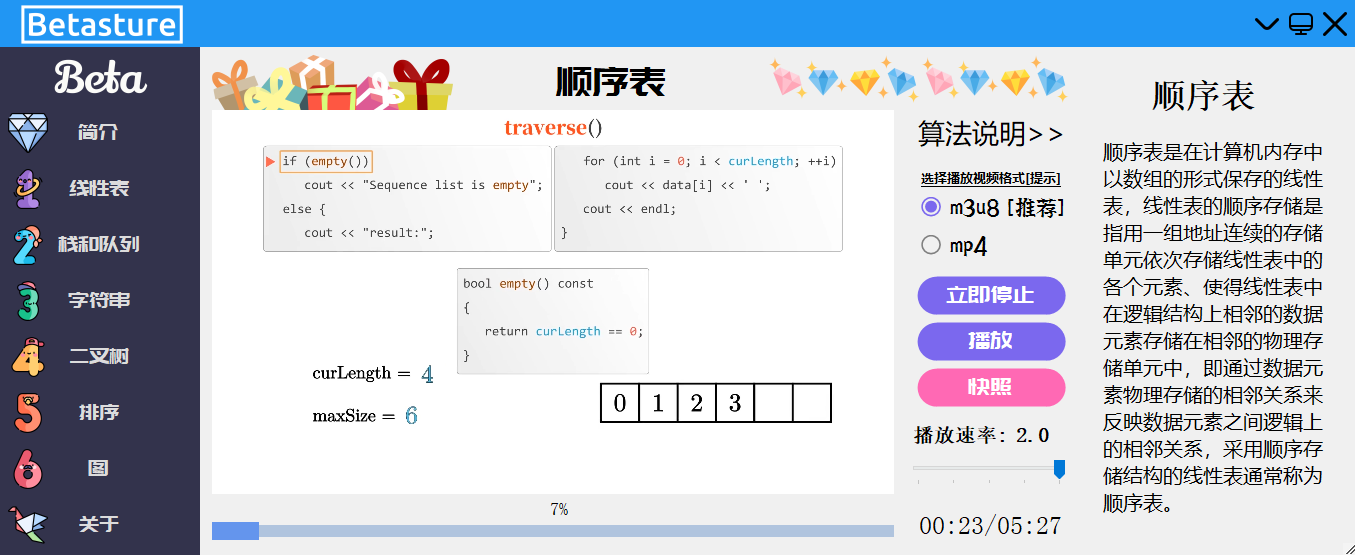 Betasture
Beta
简介
线性表
栈和队列
字符串
二叉树
排序
图
关于
顺序表
traverse()
if (empty())
cout << "Sequence list is empty";
else {
cout << "result:";
for (int i = 0; i < curLength; ++i)
cout << data[i] << ' ';
cout << endl;
}
bool empty() const
{
return curLength == 0;
}
curLength = 4
maxSize = 6
0 1 2 3
7%
算法说明>>
选择播放视频格式[提示]
m3u8 [推荐]
mp4
立即停止
播放
快照
播放速率: 2.0
00:23/05:27
顺序表
顺序表是在计算机内存中
以数组的形式保存的线性
表，线性表的顺序存储是
指用一组地址连续的存储
单元依次存储线性表中的
各个元素、使得线性表中
在逻辑结构上相邻的数据
元素存储在相邻的物理存
储单元中，即通过数据元
素物理存储的相邻关系来
反映数据元素之间逻辑上
的相邻关系，采用顺序存
储结构的线性表通常称为
顺序表。